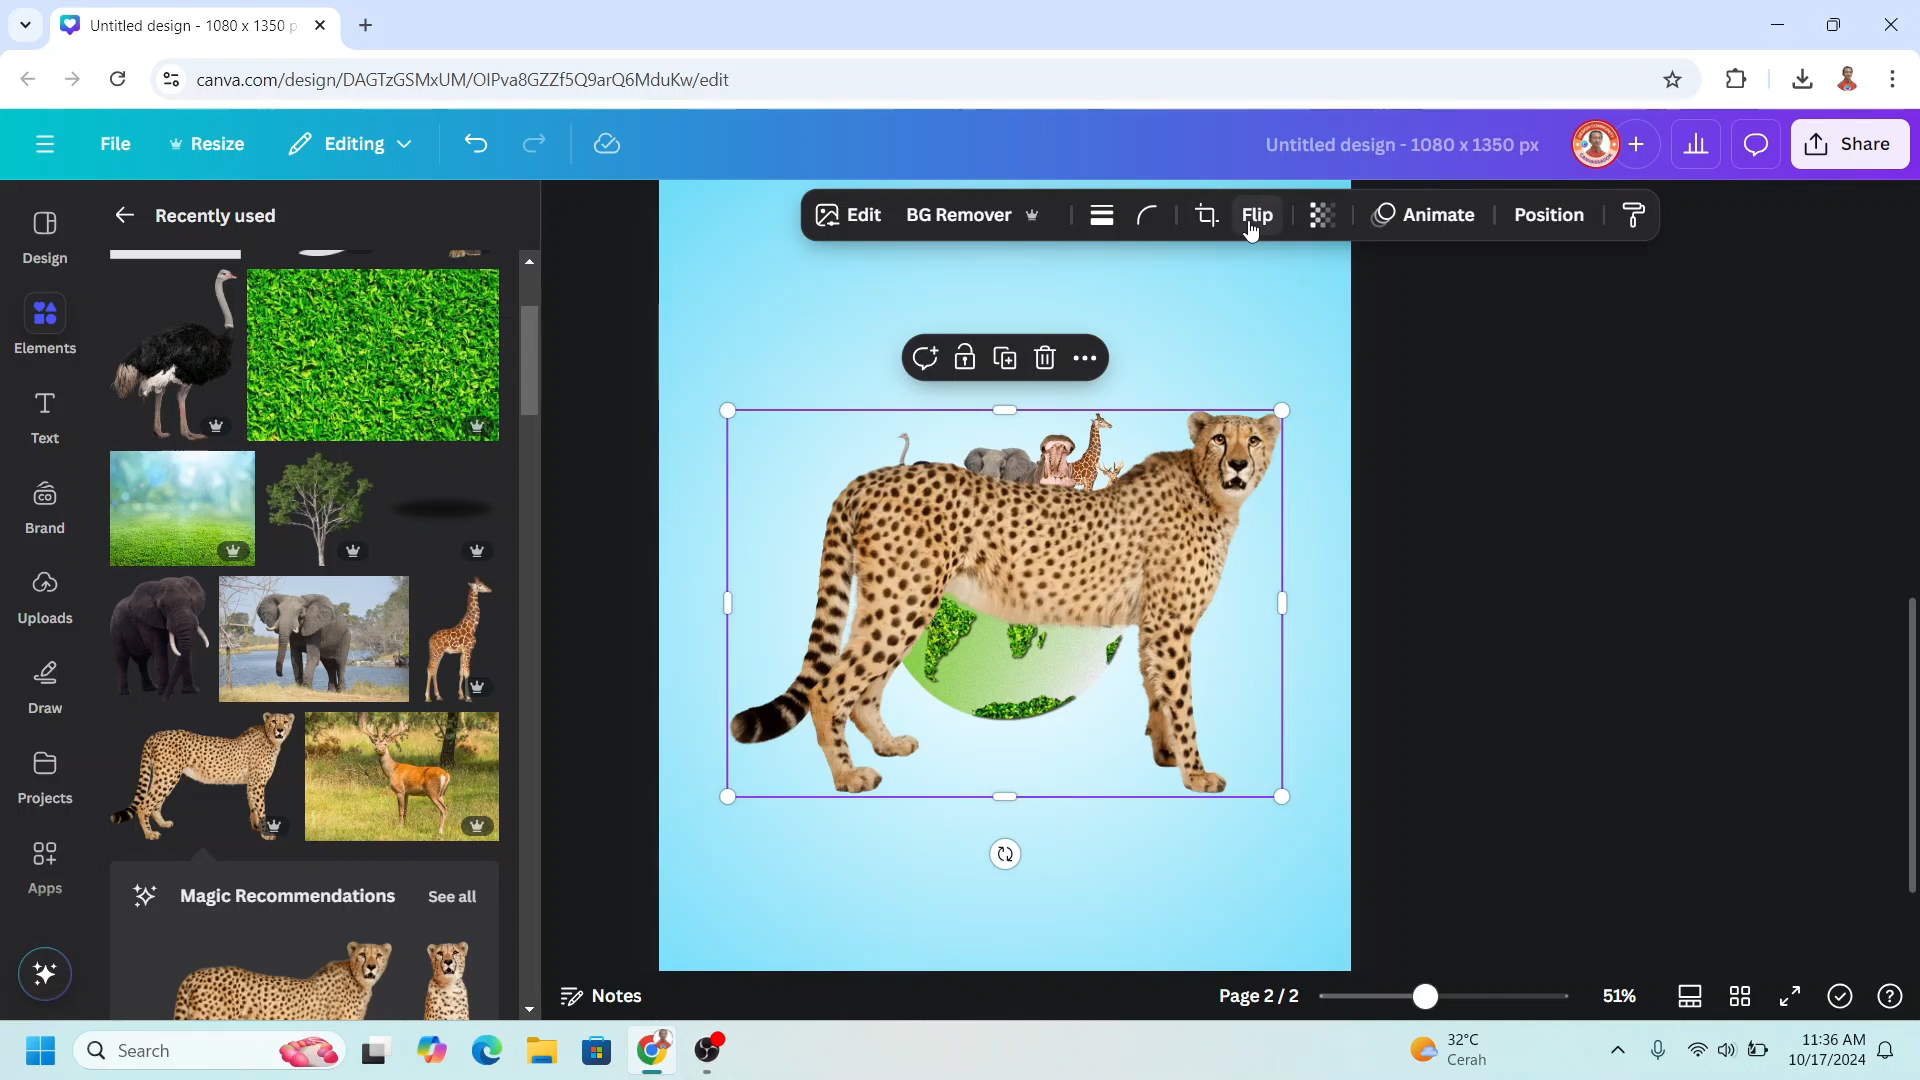 Untitled design - 1080 x 1350 p
canva.com/design/DAGTzGSMxUM/OIPva8GZZf5Q9arQ6MduKw/edit
File
Resize
Editing
Untitled design - 1080 x 1350 px
Share
Design
Elements
Text
Brand
Uploads
Draw
Projects
Apps
Recently used
Magic Recommendations
See all
Edit
BG Remover
Flip
Animate
Position
Notes
Page 2 / 2
51%
Search
32°C
Cerah
11:36 AM
10/17/2024